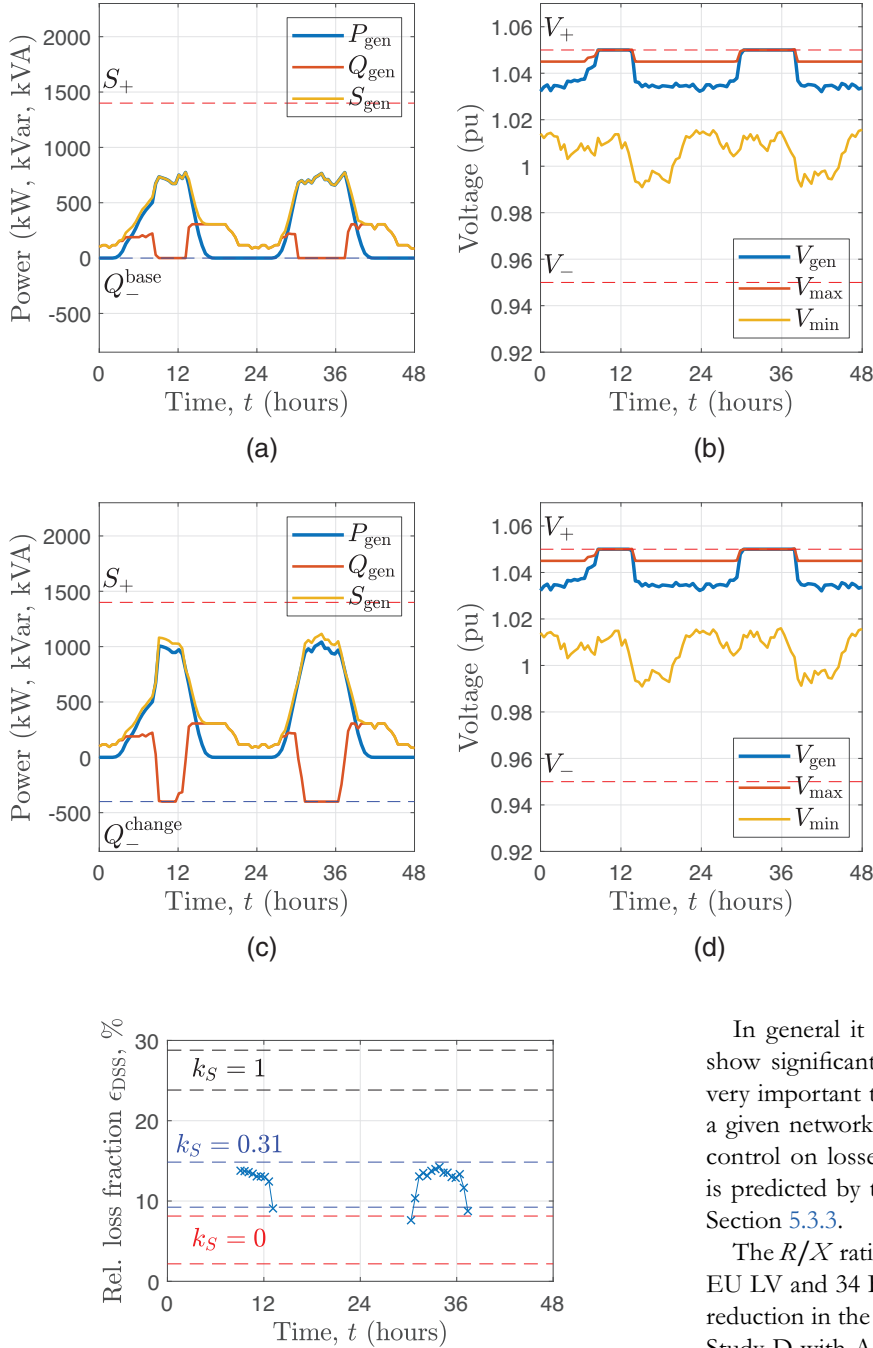 2000
1500
1000
500
0
-500
Power (kW, kVar, kVA)
S+
Q−^base
Pgen
Qgen
Sgen
0 12 24 36 48
Time, t (hours)
(a)
1.06
1.04
1.02
1
0.98
0.96
0.94
0.92
Voltage (pu)
V+
V−
Vgen
Vmax
Vmin
0 12 24 36 48
Time, t (hours)
(b)
2000
1500
1000
500
0
-500
Power (kW, kVar, kVA)
S+
Q−^change
Pgen
Qgen
Sgen
0 12 24 36 48
Time, t (hours)
(c)
1.06
1.04
1.02
1
0.98
0.96
0.94
0.92
Voltage (pu)
V+
V−
Vgen
Vmax
Vmin
0 12 24 36 48
Time, t (hours)
(d)
30
20
10
0
Rel. loss fraction ϵDSS, %
kS = 1
kS = 0.31
kS = 0
0 12 24 36 48
Time, t (hours)
In general it
show significant
very important t
a given network
control on losse
is predicted by t
Section 5.3.3.
The R/X rati
EU LV and 34
reduction in the